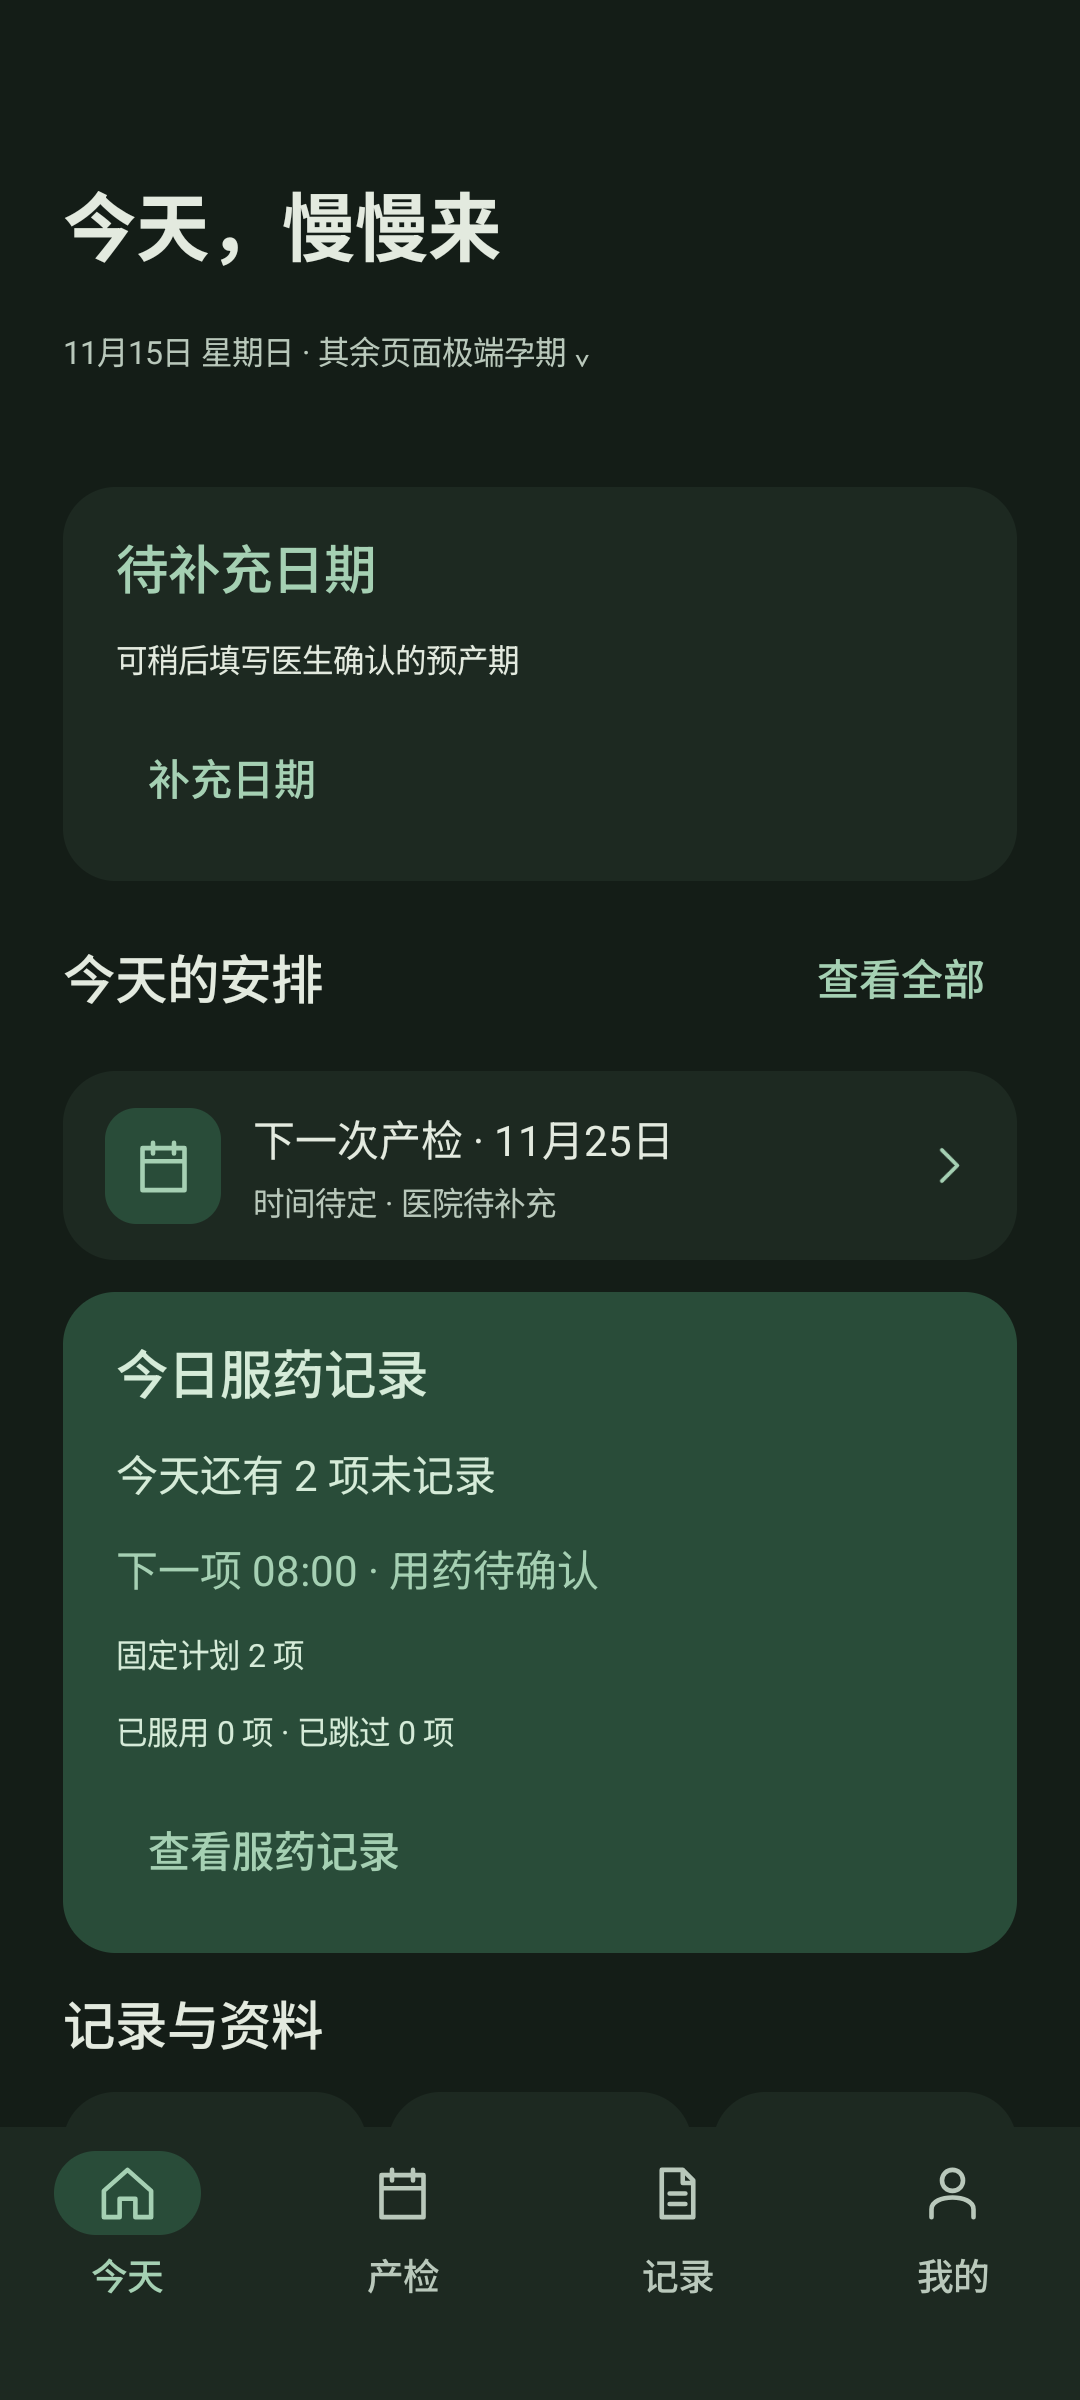 今天，慢慢来
11月15日 星期日 · 其余页面极端孕期
待补充日期
可稍后填写医生确认的预产期
补充日期
今天的安排
查看全部
下一次产检 · 11月25日
时间待定 · 医院待补充
今日服药记录
今天还有 2 项未记录
下一项 08:00 · 用药待确认
固定计划 2 项
已服用 0 项 · 已跳过 0 项
查看服药记录
记录与资料
今天
产检
记录
我的